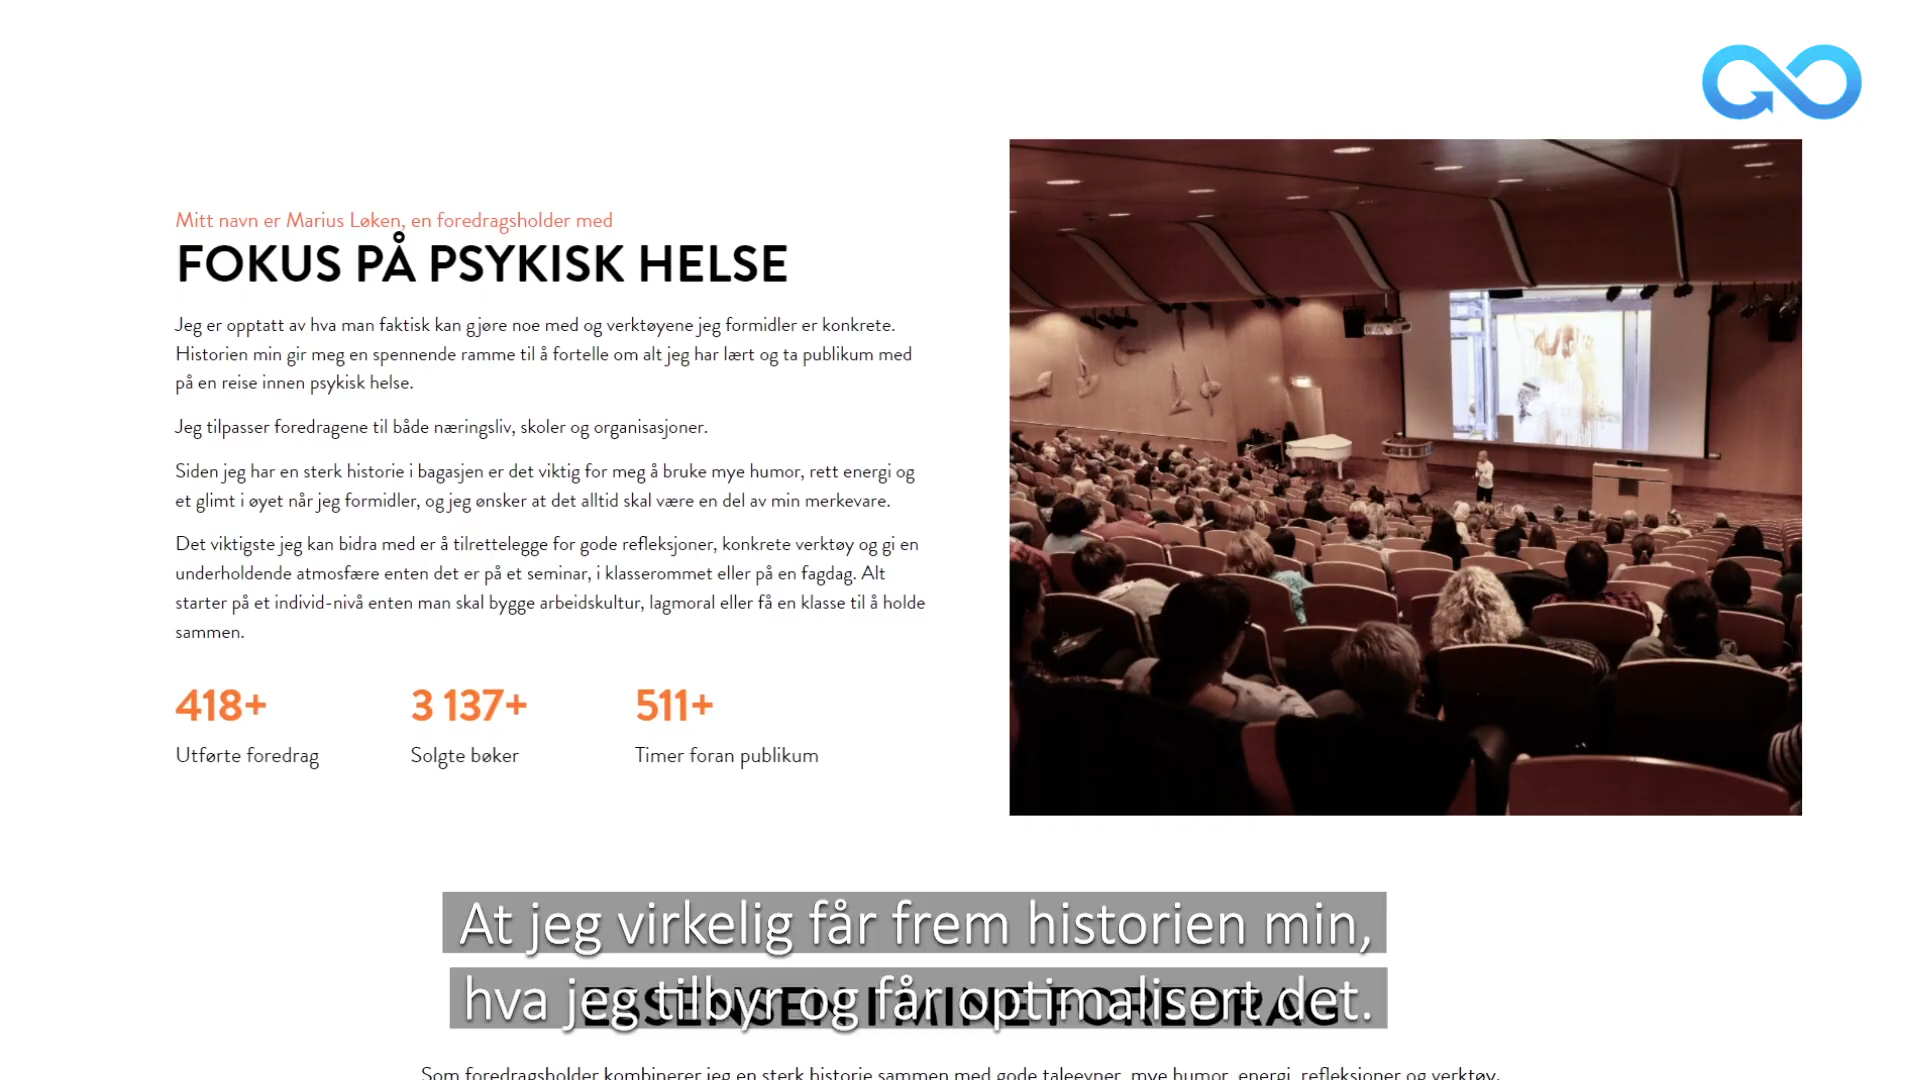 Mitt navn er Marius Løken, en foredragsholder med
FOKUS PÅ PSYKISK HELSE
Jeg er opptatt av hva man faktisk kan gjøre noe med og verktøyene jeg formidler er konkrete.
Historien min gir meg en spennende ramme til å fortelle om alt jeg har lært og ta publikum med
på en reise innen psykisk helse.
Jeg tilpasser foredragene til både næringsliv, skoler og organisasjoner.
Siden jeg har en sterk historie i bagasjen er det viktig for meg å bruke mye humor, rett energi og
et glimt i øyet når jeg formidler, og jeg ønsker at det alltid skal være en del av min merkevare.
Det viktigste jeg kan bidra med er å tilrettelegge for gode refleksjoner, konkrete verktøy og gi en
underholdende atmosfære enten det er på et seminar, i klasserommet eller på en fagdag. Alt
starter på et individ-nivå enten man skal bygge arbeidskultur, lagmoral eller få en klasse til å holde
sammen.
418+ 3 137+ 511+
Utførte foredrag Solgte bøker Timer foran publikum
At jeg virkelig får frem historien min,
hva jeg tilbyr og får optimalisert det.
ESSENSEN I MINE FOREDRAG
Som foredragsholder kombinerer jeg en sterk historie sammen med gode taleevner, mye humor, energi, refleksjoner og verktøy.